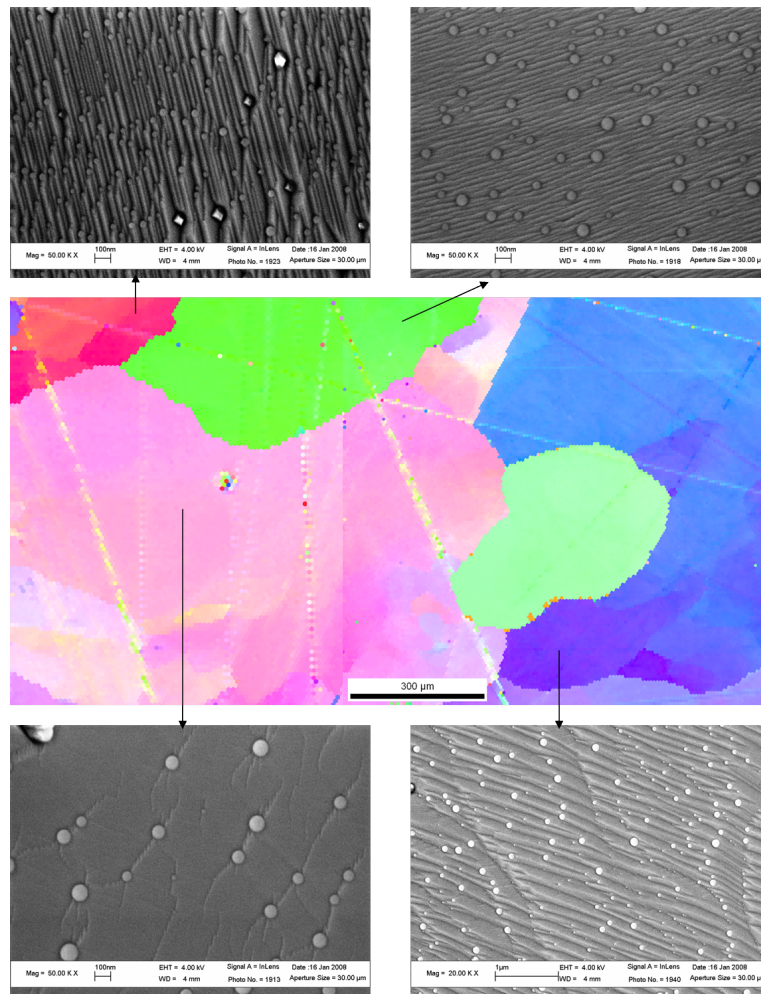 Mag = 50.00 K X 100nm EHT = 4.00 kV Signal A = InLens Date :16 Jan 2008
WD = 4 mm Photo No. = 1923 Aperture Size = 30.00 µm
Mag = 50.00 K X 100nm EHT = 4.00 kV Signal A = InLens Date :16 Jan 2008
WD = 4 mm Photo No. = 1918 Aperture Size = 30.00 µ
300 µm
Mag = 50.00 K X 100nm EHT = 4.00 kV Signal A = InLens Date :16 Jan 2008
WD = 4 mm Photo No. = 1913 Aperture Size = 30.00 µm
Mag = 20.00 K X 1µm EHT = 4.00 kV Signal A = InLens Date :16 Jan 2008
WD = 4 mm Photo No. = 1940 Aperture Size = 30.00 µ